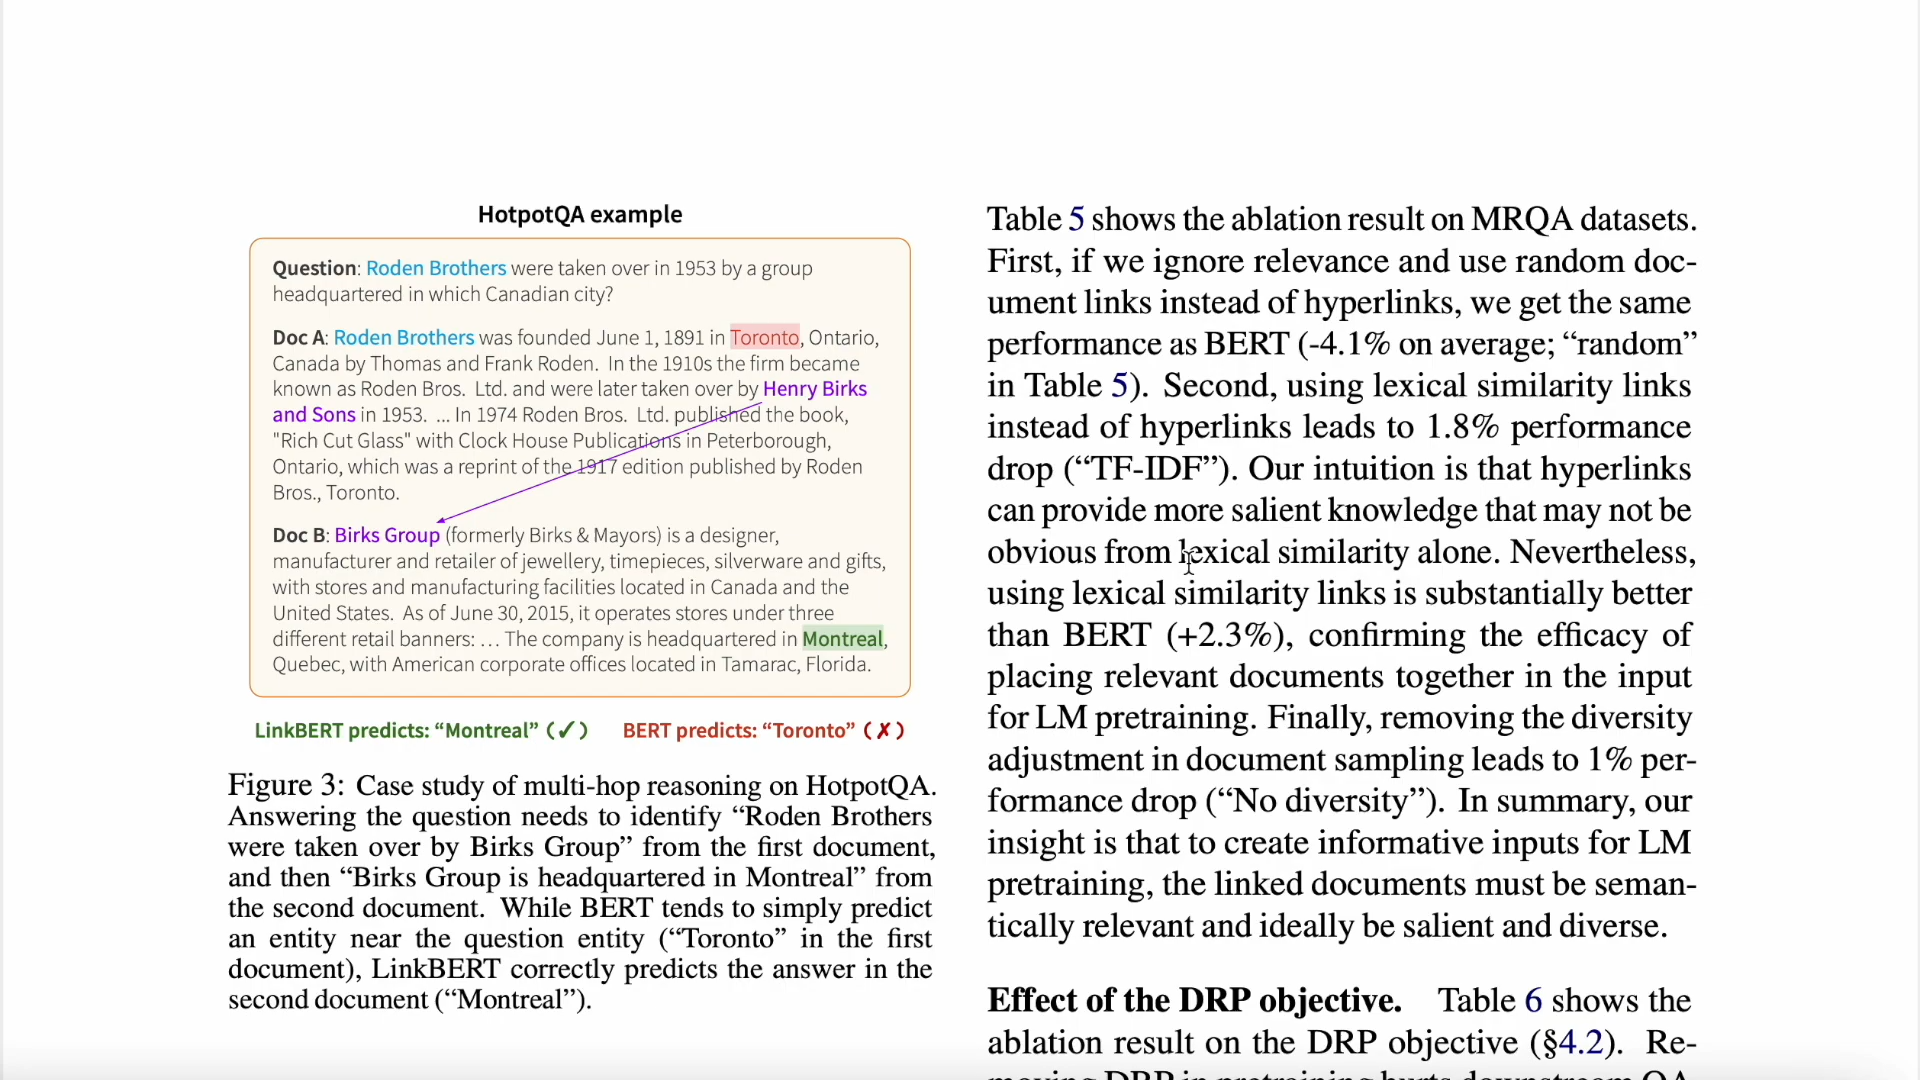 HotpotQA example
Question: Roden Brothers were taken over in 1953 by a group
headquartered in which Canadian city?
Doc A: Roden Brothers was founded June 1, 1891 in Toronto, Ontario,
Canada by Thomas and Frank Roden. In the 1910s the firm became
known as Roden Bros. Ltd. and were later taken over by Henry Birks
and Sons in 1953. ... In 1974 Roden Bros. Ltd. published the book,
"Rich Cut Glass" with Clock House Publications in Peterborough,
Ontario, which was a reprint of the 1917 edition published by Roden
Bros., Toronto.
Doc B: Birks Group (formerly Birks & Mayors) is a designer,
manufacturer and retailer of jewellery, timepieces, silverware and gifts,
with stores and manufacturing facilities located in Canada and the
United States. As of June 30, 2015, it operates stores under three
different retail banners: ... The company is headquartered in Montreal,
Quebec, with American corporate offices located in Tamarac, Florida.
LinkBERT predicts: “Montreal” (✓) BERT predicts: “Toronto” (✗)
Figure 3: Case study of multi-hop reasoning on HotpotQA.
Answering the question needs to identify “Roden Brothers
were taken over by Birks Group” from the first document,
and then “Birks Group is headquartered in Montreal” from
the second document. While BERT tends to simply predict
an entity near the question entity (“Toronto” in the first
document), LinkBERT correctly predicts the answer in the
second document (“Montreal”).
Table 5 shows the ablation result on MRQA datasets.
First, if we ignore relevance and use random doc-
ument links instead of hyperlinks, we get the same
performance as BERT (-4.1% on average; “random”
in Table 5). Second, using lexical similarity links
instead of hyperlinks leads to 1.8% performance
drop (“TF-IDF”). Our intuition is that hyperlinks
can provide more salient knowledge that may not be
obvious from lexical similarity alone. Nevertheless,
using lexical similarity links is substantially better
than BERT (+2.3%), confirming the efficacy of
placing relevant documents together in the input
for LM pretraining. Finally, removing the diversity
adjustment in document sampling leads to 1% per-
formance drop (“No diversity”). In summary, our
insight is that to create informative inputs for LM
pretraining, the linked documents must be seman-
tically relevant and ideally be salient and diverse.
Effect of the DRP objective. Table 6 shows the
ablation result on the DRP objective (§4.2). Re-
moving DRP in pretraining hurts downstream QA